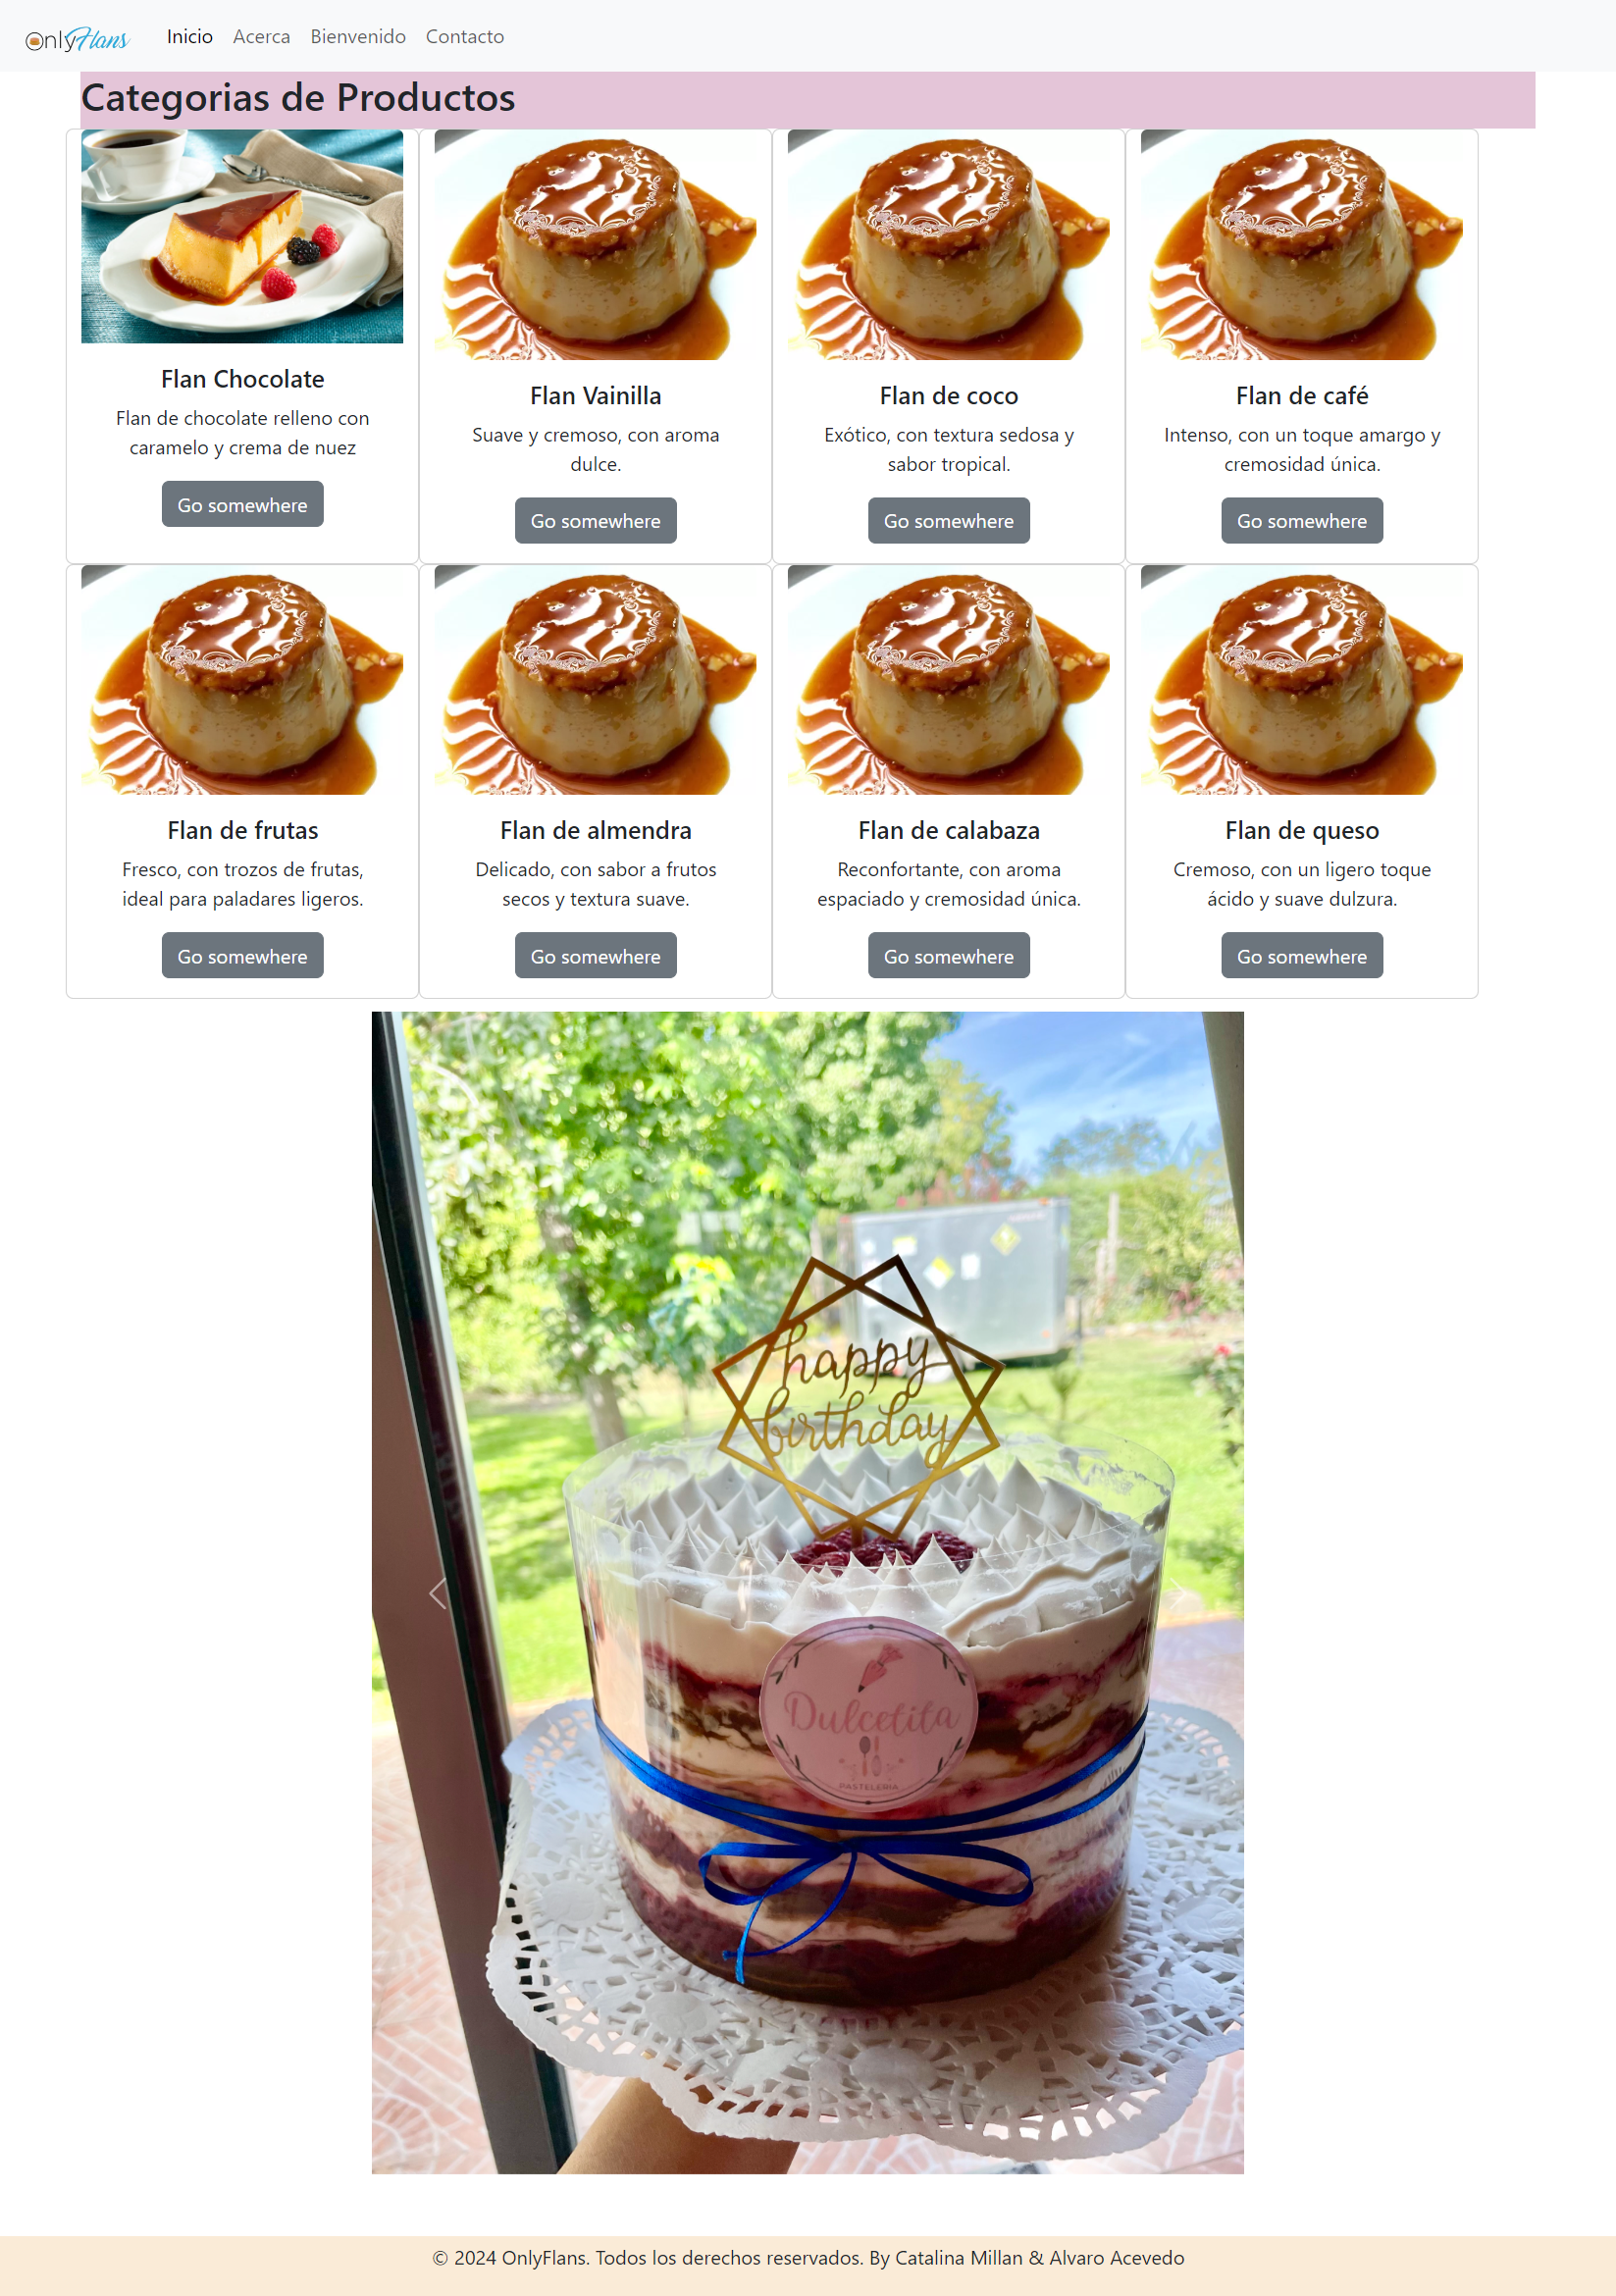 OnlyFlans Inicio Acerca Bienvenido Contacto
Categorias de Productos
Flan Chocolate
Flan de chocolate relleno con
caramelo y crema de nuez
Go somewhere
Flan Vainilla
Suave y cremoso, con aroma
dulce.
Go somewhere
Flan de coco
Exótico, con textura sedosa y
sabor tropical.
Go somewhere
Flan de café
Intenso, con un toque amargo y
cremosidad única.
Go somewhere
Flan de frutas
Fresco, con trozos de frutas,
ideal para paladares ligeros.
Go somewhere
Flan de almendra
Delicado, con sabor a frutos
secos y textura suave.
Go somewhere
Flan de calabaza
Reconfortante, con aroma
espaciado y cremosidad única.
Go somewhere
Flan de queso
Cremoso, con un ligero toque
ácido y suave dulzura.
Go somewhere
happy
birthday
Dulcetita
PASTELERIA
© 2024 OnlyFlans. Todos los derechos reservados. By Catalina Millan & Alvaro Acevedo